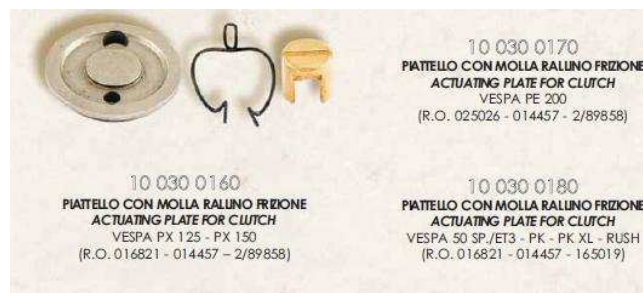 10 030 0170
PIATTELLO CON MOLLA RALLINO FRIZIONE
ACTUATING PLATE FOR CLUTCH
VESPA PE 200
(R.O. 025026 - 014457 - 2/89858)
10 030 0160
PIATTELLO CON MOLLA RALLINO FRIZIONE
ACTUATING PLATE FOR CLUTCH
VESPA PX 125 - PX 150
(R.O. 016821 - 014457 – 2/89858)
10 030 0180
PIATTELLO CON MOLLA RALLINO FRIZIONE
ACTUATING PLATE FOR CLUTCH
VESPA 50 SP./ET3 - PK - PK XL - RUSH
(R.O. 016821 - 014457 - 165019)